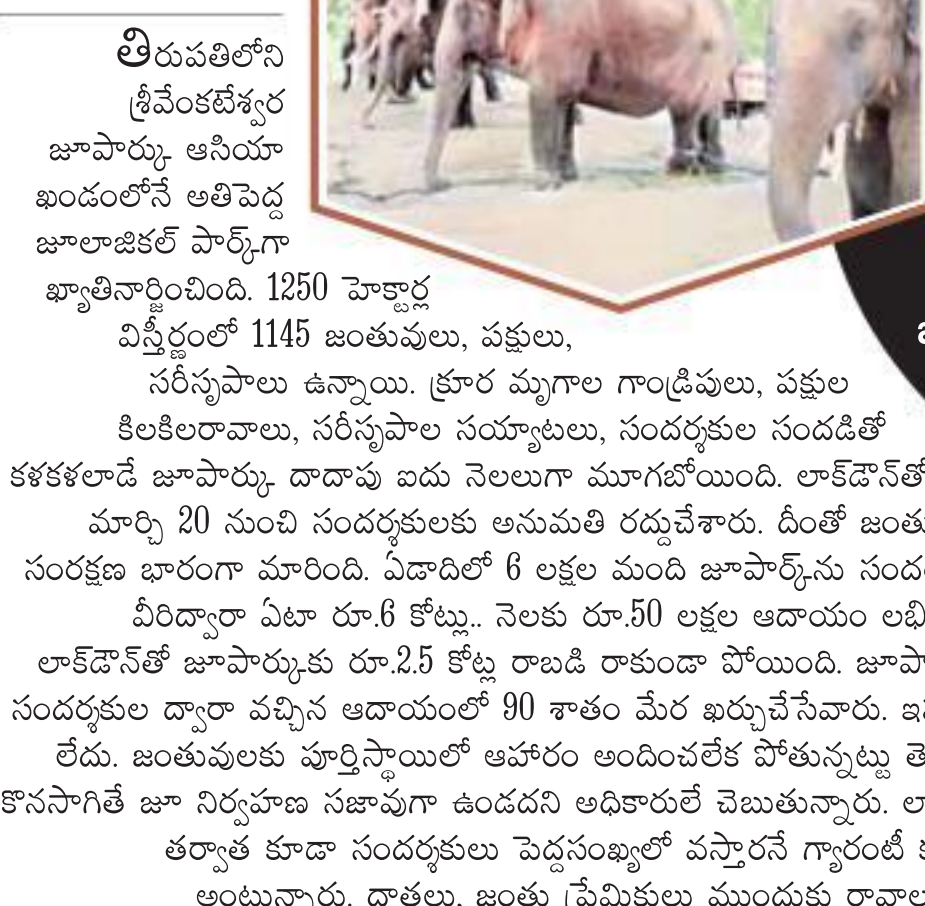 తిరుపతిలోని
శ్రీవేంకటేశ్వర
జూపార్కు ఆసియా
ఖండంలోనే అతిపెద్ద
జూలాజికల్ పార్క్‌గా
ఖ్యాతినార్జించింది. 1250 హెక్టార్ల
విస్తీర్ణంలో 1145 జంతువులు, పక్షులు,
సరీసృపాలు ఉన్నాయి. క్రూర మృగాల గాండ్రిపులు, పక్షుల
కిలకిలరావాలు, సరీసృపాల సయ్యాటలు, సందర్శకుల సందడితో
కళకళలాడే జూపార్కు దాదాపు ఐదు నెలలుగా మూగబోయింది. లాక్‌డౌన్‌తో
మార్చి 20 నుంచి సందర్శకులకు అనుమతి రద్దుచేశారు. దీంతో జంతు
సంరక్షణ భారంగా మారింది. ఏడాదిలో 6 లక్షల మంది జూపార్క్‌ను సంద
వీరిద్వారా ఏటా రూ.6 కోట్లు.. నెలకు రూ.50 లక్షల ఆదాయం లభి
లాక్‌డౌన్‌తో జూపార్కుకు రూ.2.5 కోట్ల రాబడి రాకుండా పోయింది. జూపా
సందర్శకుల ద్వారా వచ్చిన ఆదాయంలో 90 శాతం మేర ఖర్చుచేసేవారు. ఇ
లేదు. జంతువులకు పూర్తిస్థాయిలో ఆహారం అందించలేక పోతున్నట్టు తె
కొనసాగితే జూ నిర్వహణ సజావుగా ఉండదని అధికారులే చెబుతున్నారు. లా
తర్వాత కూడా సందర్శకులు పెద్దసంఖ్యలో వస్తారనే గ్యారంటీ
అంటున్నారు. దాతలు, జంతు ప్రేమికులు ముందుకు రావాల